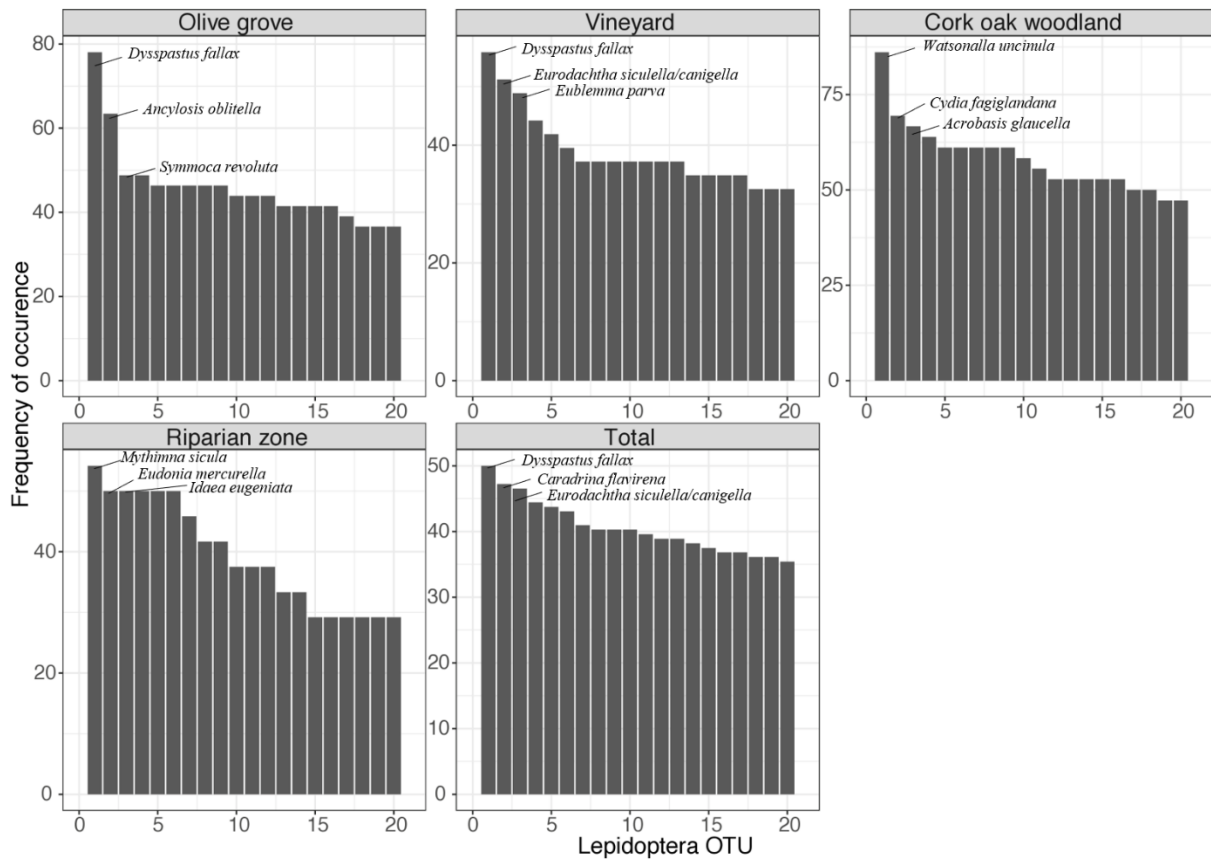 Olive grove
Vineyard
Cork oak woodland
Frequency of occurence
80
60
40
20
0
Dysspastus fallax
Ancylosis oblitella
Symmoca revoluta
0 5 10 15 20
40
20
0
Dysspastus fallax
Eurodachtha siculella/canigella
Eublemma parva
0 5 10 15 20
75
50
25
0
Watsonalla uncinula
Cydia fagiglandana
Acrobasis glaucella
0 5 10 15 20
Riparian zone
Total
40
20
0
Mythimna sicula
Eudonia mercurella
Idaea eugeniata
0 5 10 15 20
50
40
30
20
10
0
Dysspastus fallax
Caradrina flavirena
Eurodachtha siculella/canigella
0 5 10 15 20
Lepidoptera OTU